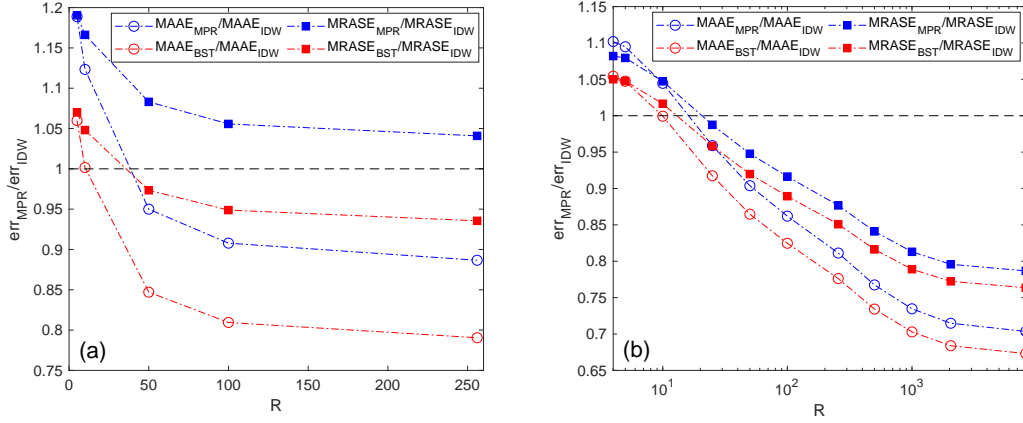 MAAE_MPR/MAAE_IDW
MRASE_MPR/MRASE_IDW
MAAE_BST/MAAE_IDW
MRASE_BST/MRASE_IDW
1.2
1.15
1.1
1.05
1
0.95
0.9
0.85
0.8
0.75
err_MPR/err_IDW
(a)
0 50 100 150 200 250
R
MAAE_MPR/MAAE_IDW
MRASE_MPR/MRASE_IDW
MAAE_BST/MAAE_IDW
MRASE_BST/MRASE_IDW
1.15
1.1
1.05
1
0.95
0.9
0.85
0.8
0.75
0.7
0.65
err_MPR/err_IDW
(b)
10^1 10^2 10^3
R